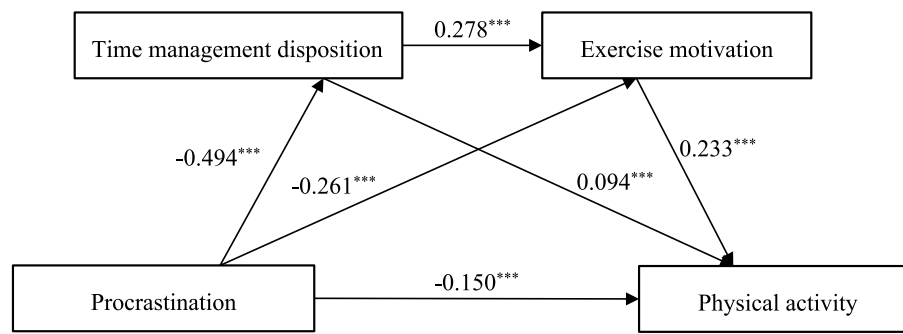 0.278***
Time management disposition
Exercise motivation
-0.494***
-0.261***
0.094***
0.233***
Procrastination
-0.150***
Physical activity